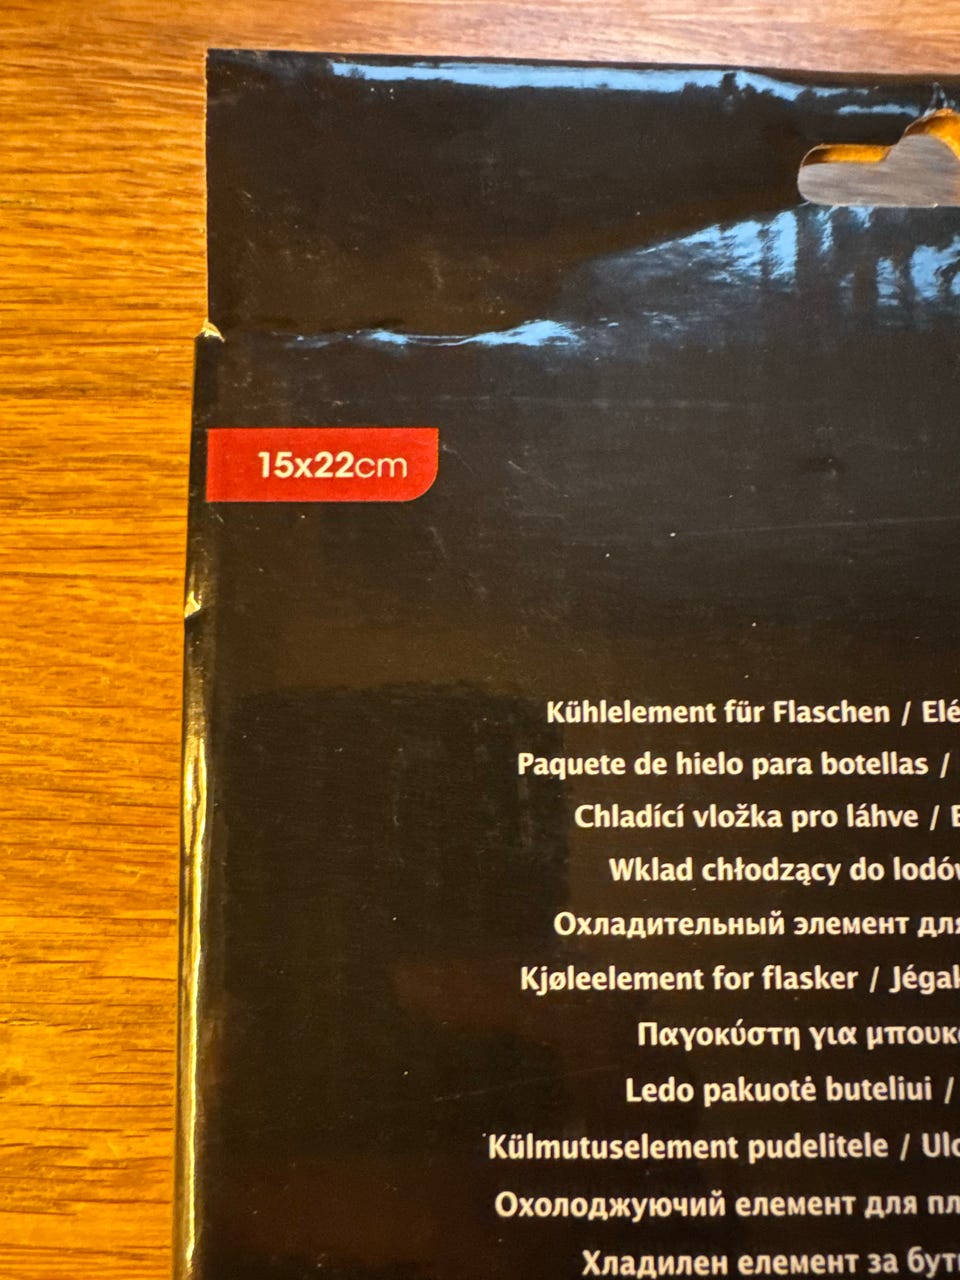 15x22cm
Kühlelement für Flaschen /
Paquete de hielo para botellas /
Chladící vložka pro láhve /
Wklad chłodzący do
Охладительный элемент
Kjøleelement for flasker /
Παγοκύστη για
Ledo pakuotė buteliui /
Külmutuselement pudelitele /
Охолоджуючий елемент для
Хладилен елемент за